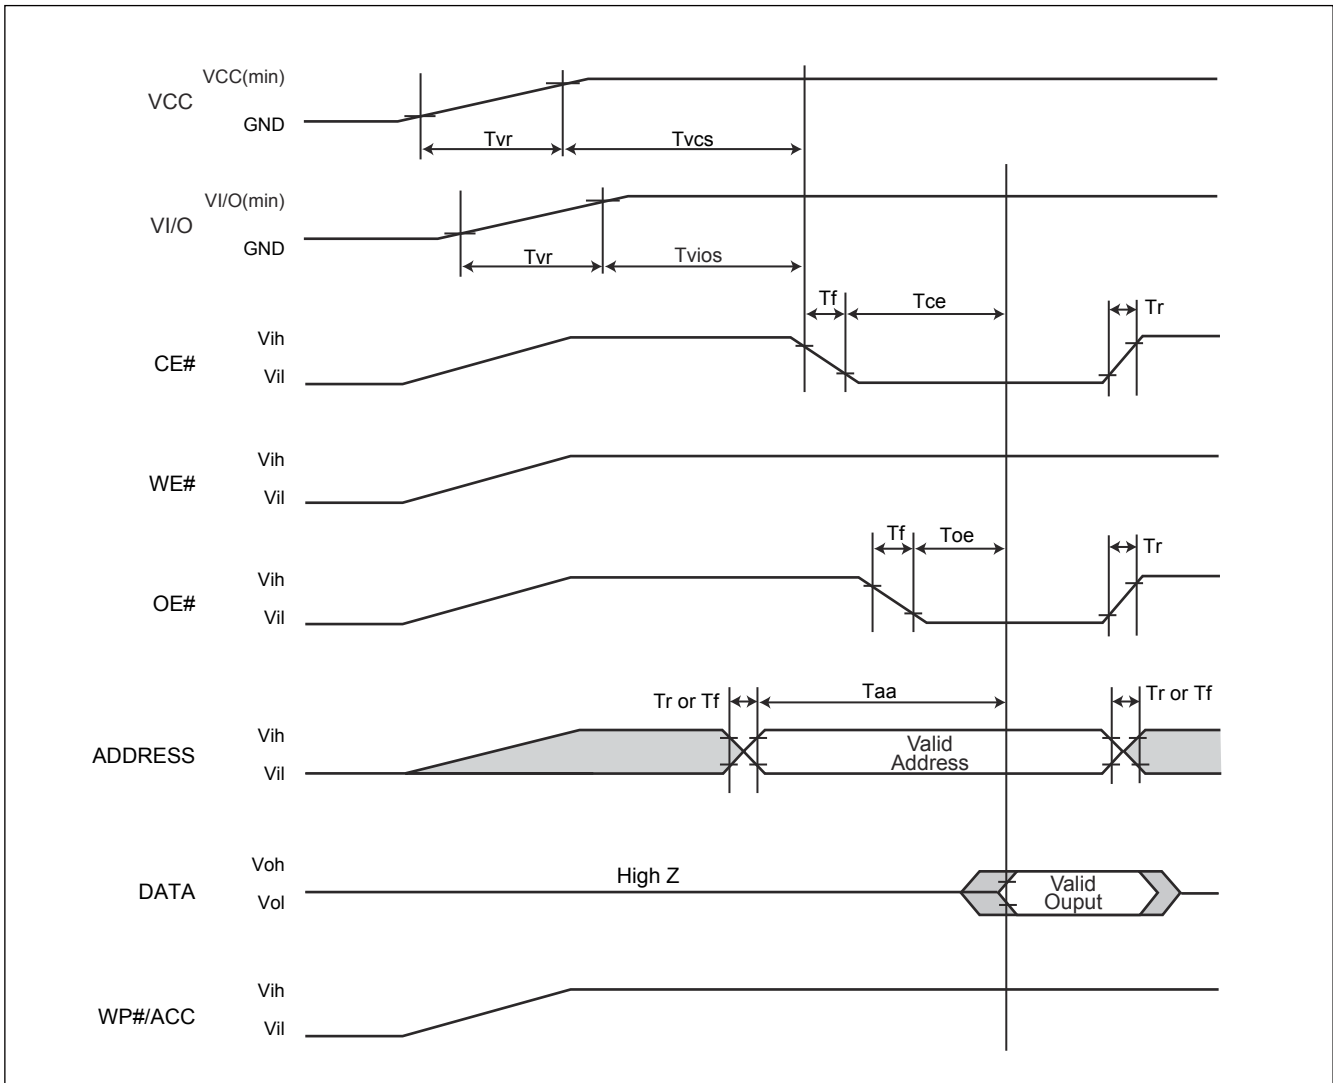 VCC(min)
VCC
GND
Tvr
Tvcs
VI/O(min)
VI/O
GND
Tvr
Tvios
Tf
Tce
Tr
Vih
CE#
Vil
Vih
WE#
Vil
Tf
Toe
Tr
Vih
OE#
Vil
Tr or Tf
Taa
Tr or Tf
Vih
ADDRESS
Vil
Valid
Address
Voh
DATA
Vol
High Z
Valid
Ouput
Vih
WP#/ACC
Vil